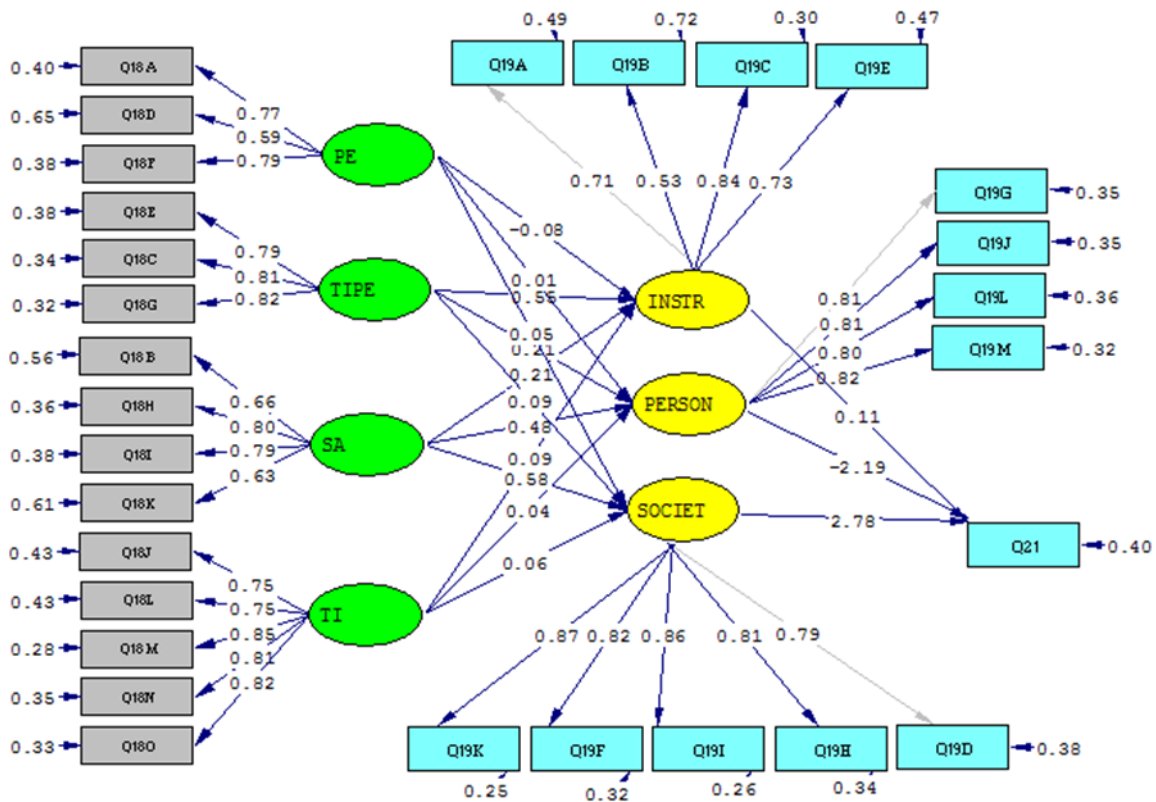 0.49 0.72 0.30 0.47
0.40 Q18A
Q19A Q19B Q19C Q19E
0.77
0.65 Q18D
0.59
PE
0.38 Q18F
0.79
0.71 0.53 0.84 0.73
Q19G 0.35
0.38 Q18E
-0.08
0.79
Q19J 0.35
0.34 Q18C
0.81
TIPE
0.01
0.55
INSTR
0.81
Q19L 0.36
0.32 Q18G
0.82
0.05
0.81
0.56 Q18B
0.21
0.80
Q19M 0.32
0.21
0.82
0.66
0.36 Q18H
0.09
PERSON
0.11
0.80
0.48
0.38 Q18I
0.79
SA
0.09
-2.19
0.63
0.58
0.61 Q18K
0.04
SOCIET
2.78
0.43 Q18J
0.06
Q21 0.40
0.75
0.43 Q18L
0.75
TI
0.85
0.28 Q18M
0.81
0.87 0.82 0.86 0.81 0.79
0.82
0.35 Q18N
0.33 Q18O
Q19K Q19F Q19I Q19H Q19D 0.38
0.25 0.32 0.26 0.34